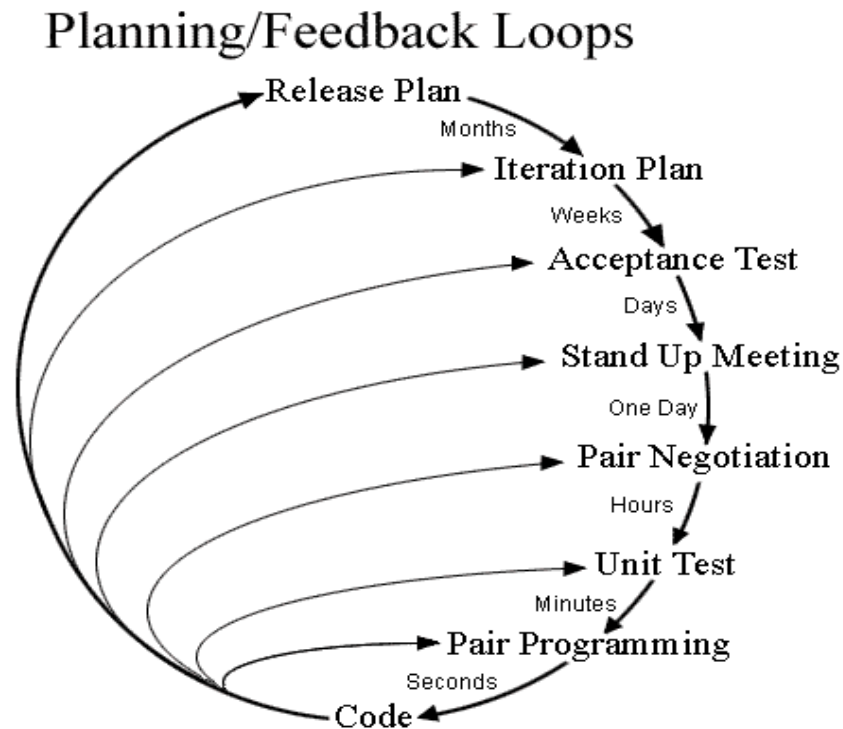 Planning/Feedback Loops
Release Plan
Months
Iteration Plan
Weeks
Acceptance Test
Days
Stand Up Meeting
One Day
Pair Negotiation
Hours
Unit Test
Minutes
Pair Programming
Seconds
Code